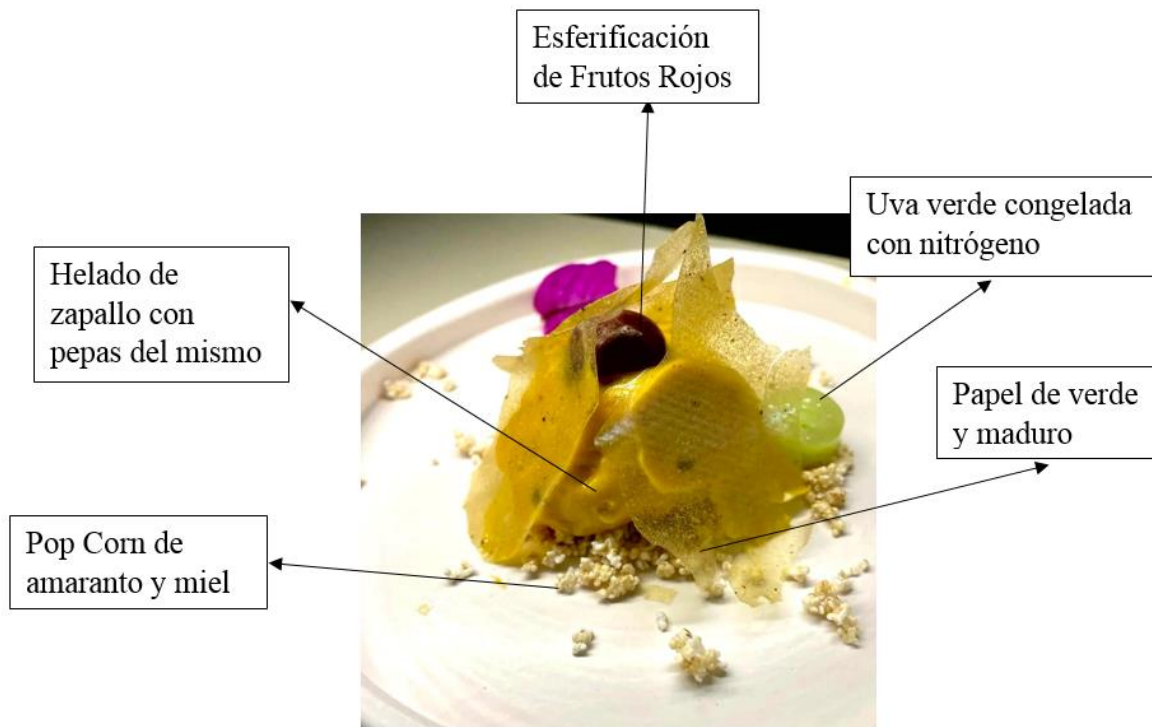 Esferificación
de Frutos Rojos
Uva verde congelada
con nitrógeno
Helado de
zapallo con
pepas del mismo
Papel de verde
y maduro
Pop Corn de
amaranto y miel